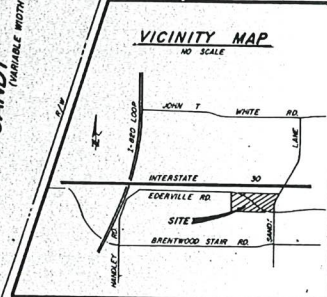 SANDY
(VARIABLE WIDTH
R/W
VICINITY MAP
NO SCALE
I-820 LOOP
JOHN T WHITE RD.
LANE
INTERSTATE 30
EDERVILLE RD.
SITE
SANDY
HANDLEY RD.
BRENTWOOD STAIR RD.